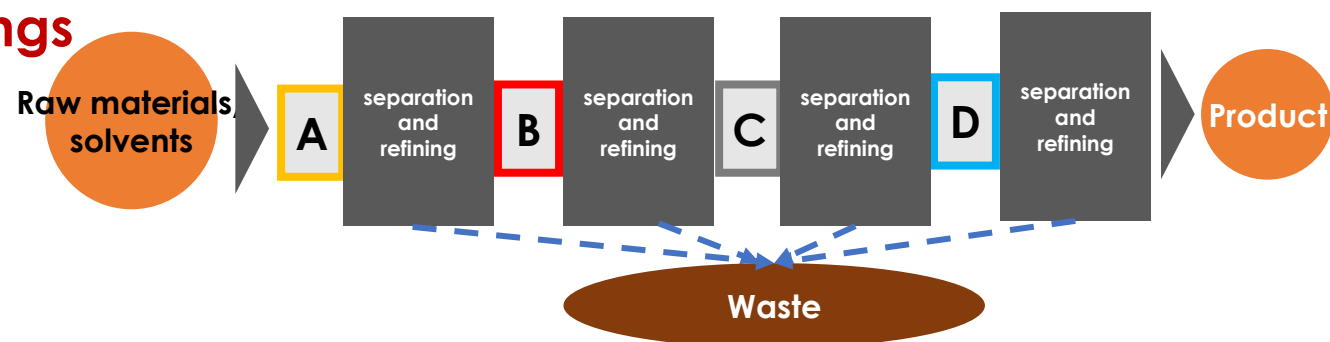 ngs
Raw materials,
solvents
A
separation
and
refining
B
separation
and
refining
C
separation
and
refining
D
separation
and
refining
Product
Waste